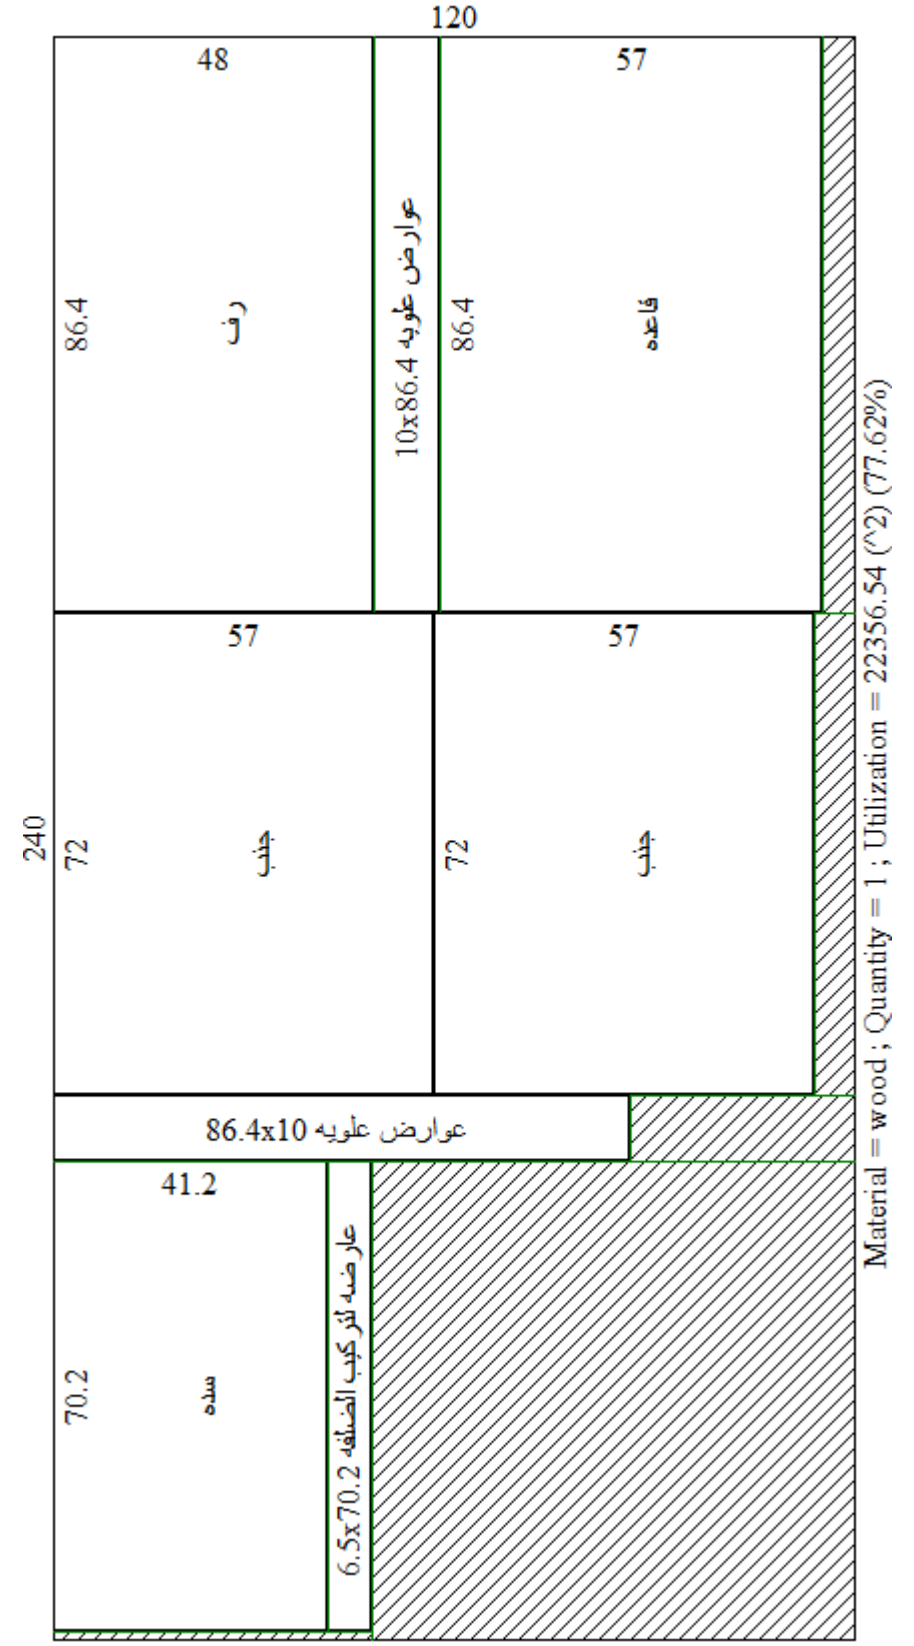 120
48
57
86.4
رف
عوارض علويه 10x86.4
86.4
قاعده
57
57
240
72
72
عوارض علويه 86.4x10
41.2
70.2
سده
عارضه لتركيب الضلفه 6.5x70.2
Material = wood ; Quantity = 1 ; Utilization = 22356.54 (^2) (77.62%)